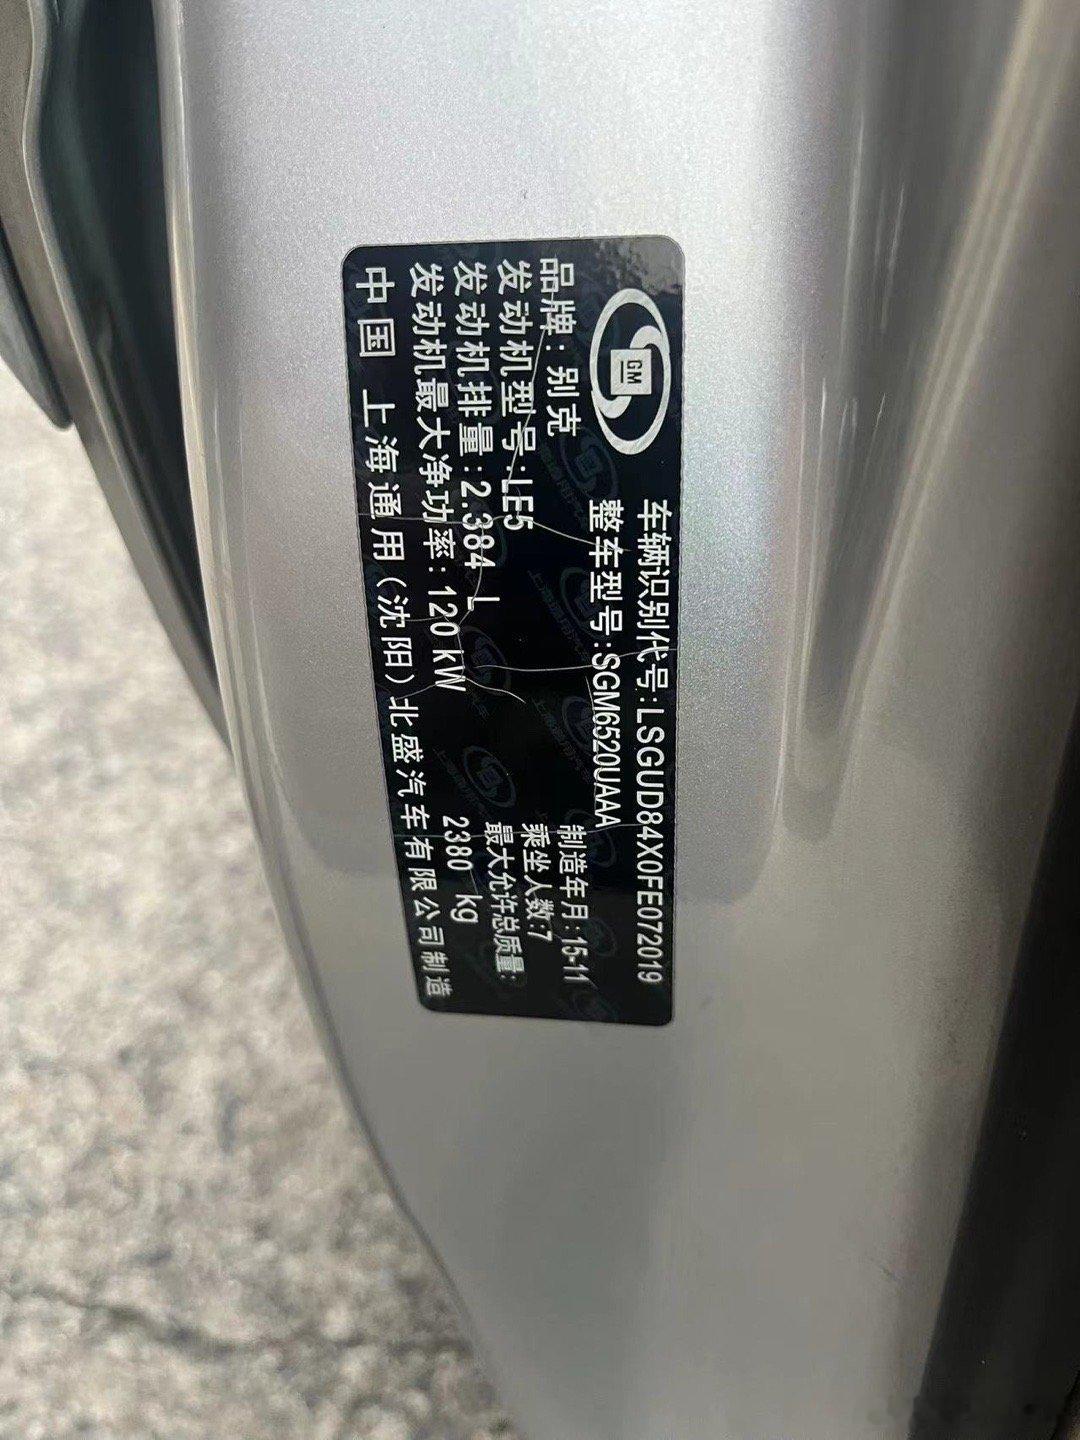 GM
车辆识别代号:LSGUD84X0FE072019
整车型号:SGM6520UAAA
品牌:别克
制造年月:15-11
发动机型号:LE5
乘坐人数:7
发动机排量:2.384 L
最大允许总质量:
发动机最大净功率:120 kW
2380 kg
中国 上海通用(沈阳)北盛汽车有限公司制造